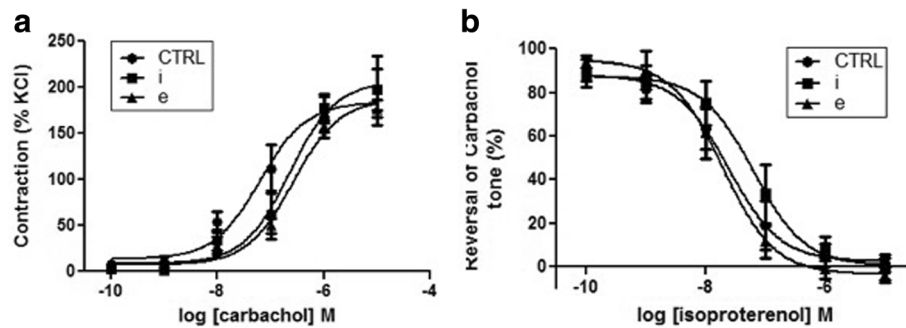 a
Contraction (% KCl)
250
200
150
100
50
0
CTRL
i
e
-10
-8
-6
-4
log [carbachol] M
b
Reversal of Carbachol
tone (%)
120
100
80
60
40
20
0
CTRL
i
e
-10
-8
-6
log [isoproterenol] M